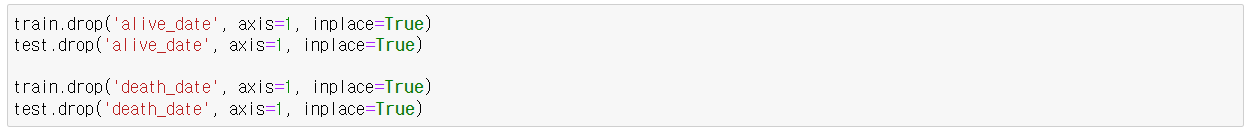 train.drop('alive_date', axis=1, inplace=True)
test.drop('alive_date', axis=1, inplace=True)
train.drop('death_date', axis=1, inplace=True)
test.drop('death_date', axis=1, inplace=True)